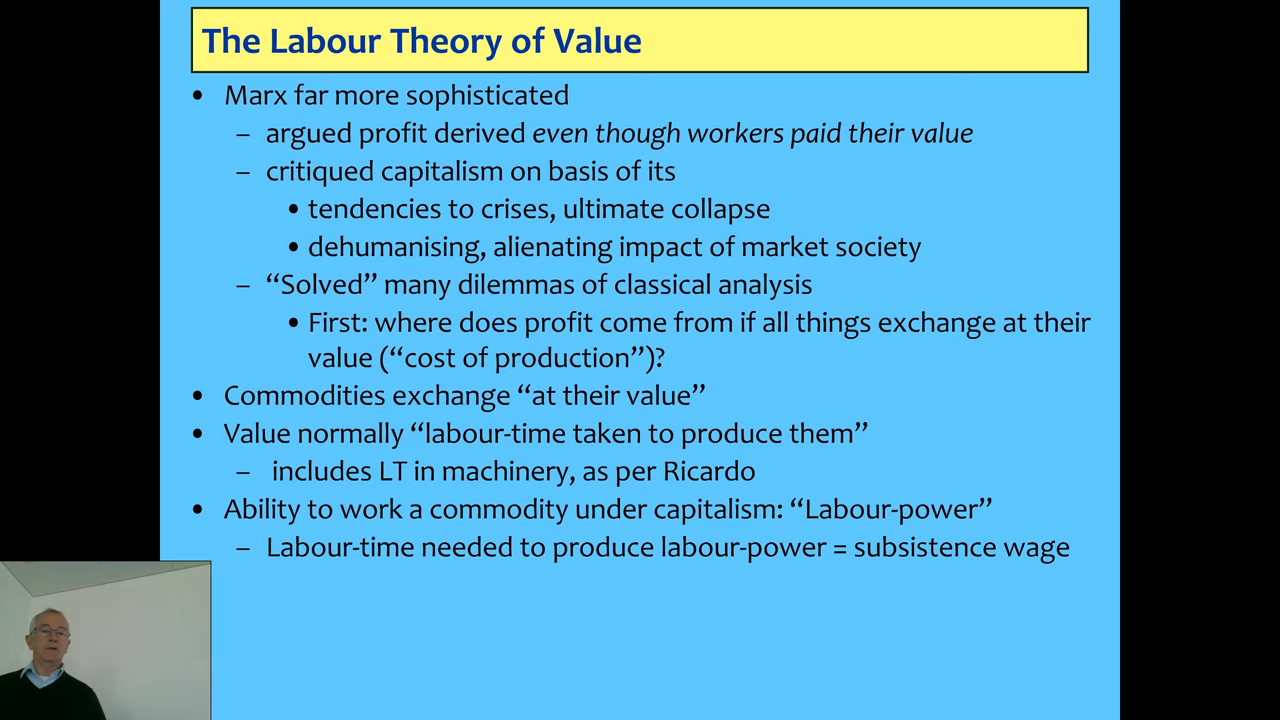 The Labour Theory of Value
• Marx far more sophisticated
– argued profit derived even though workers paid their value
– critiqued capitalism on basis of its
• tendencies to crises, ultimate collapse
• dehumanising, alienating impact of market society
– “Solved” many dilemmas of classical analysis
• First: where does profit come from if all things exchange at their
value (“cost of production”)?
• Commodities exchange “at their value”
• Value normally “labour-time taken to produce them”
– includes LT in machinery, as per Ricardo
• Ability to work a commodity under capitalism: “Labour-power”
– Labour-time needed to produce labour-power = subsistence wage